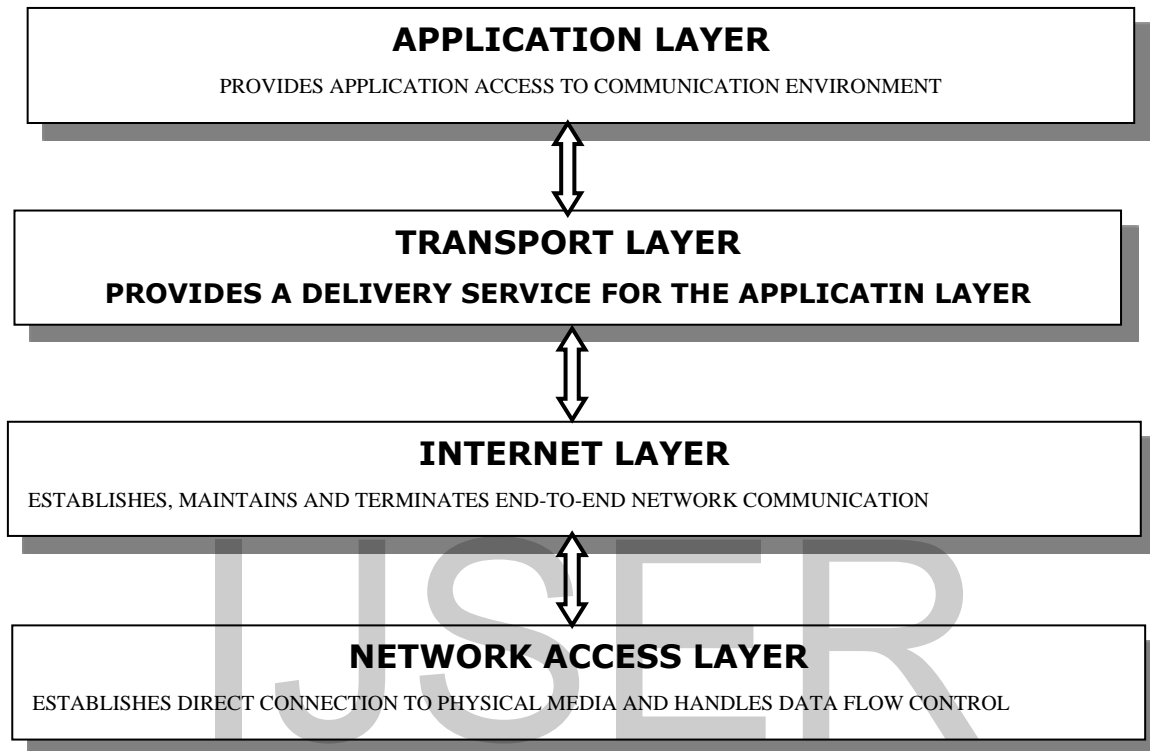 APPLICATION LAYER
PROVIDES APPLICATION ACCESS TO COMMUNICATION ENVIRONMENT
TRANSPORT LAYER
PROVIDES A DELIVERY SERVICE FOR THE APPLICATIN LAYER
INTERNET LAYER
ESTABLISHES, MAINTAINS AND TERMINATES END-TO-END NETWORK COMMUNICATION
IJSER
NETWORK ACCESS LAYER
ESTABLISHES DIRECT CONNECTION TO PHYSICAL MEDIA AND HANDLES DATA FLOW CONTROL